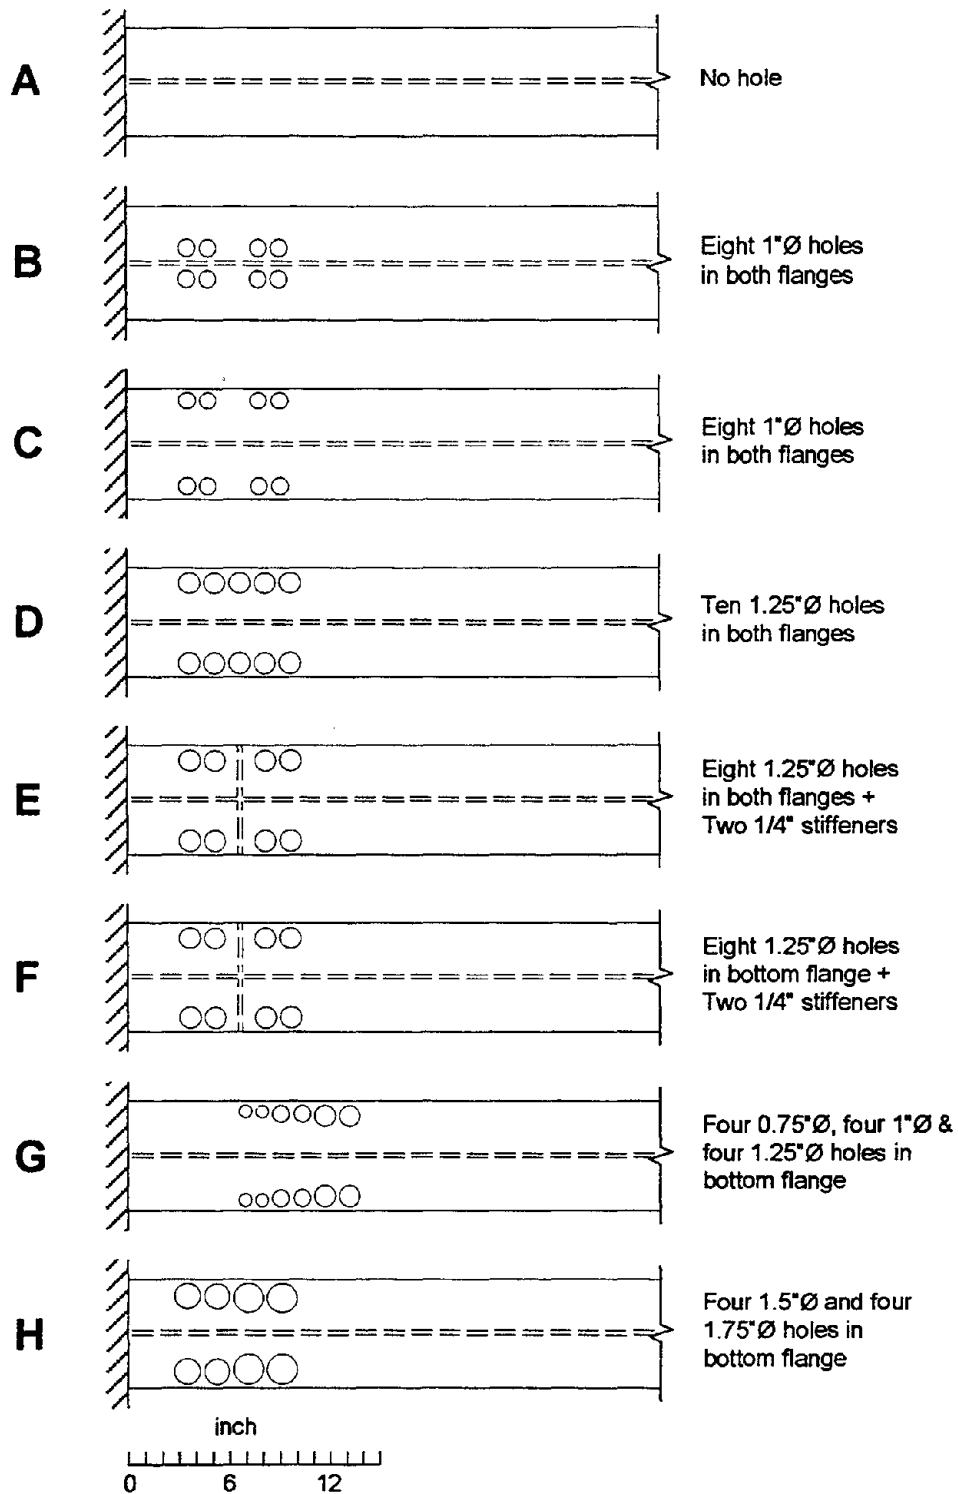 A
No hole
B
Eight 1"Ø holes
in both flanges
C
Eight 1"Ø holes
in both flanges
D
Ten 1.25"Ø holes
in both flanges
E
Eight 1.25"Ø holes
in both flanges +
Two 1/4" stiffeners
F
Eight 1.25"Ø holes
in bottom flange +
Two 1/4" stiffeners
G
Four 0.75"Ø, four 1"Ø &
four 1.25"Ø holes in
bottom flange
H
Four 1.5"Ø and four
1.75"Ø holes in
bottom flange
inch
0 6 12